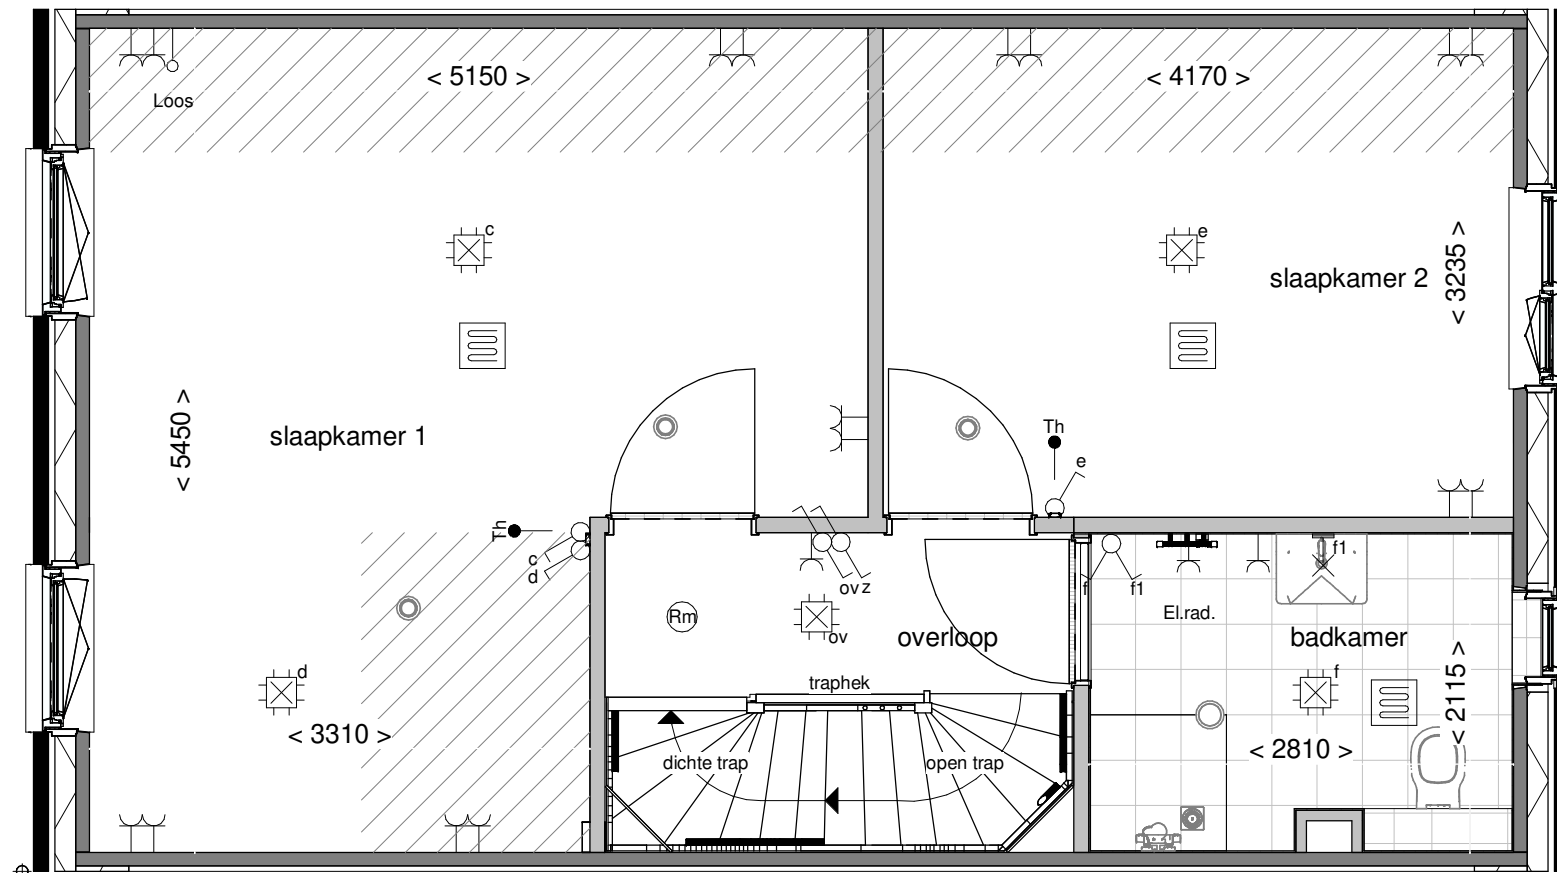 < 5150 >
< 4170 >
Loos
c
e
slaapkamer 2
< 3235 >
< 5450 >
slaapkamer 1
Th
e
Th
c
d
ov z
f
f1
f1
El.rad.
Rm
ov
overloop
badkamer
traphek
d
f
< 3310 >
dichte trap
open trap
< 2810 >
< 2115 >